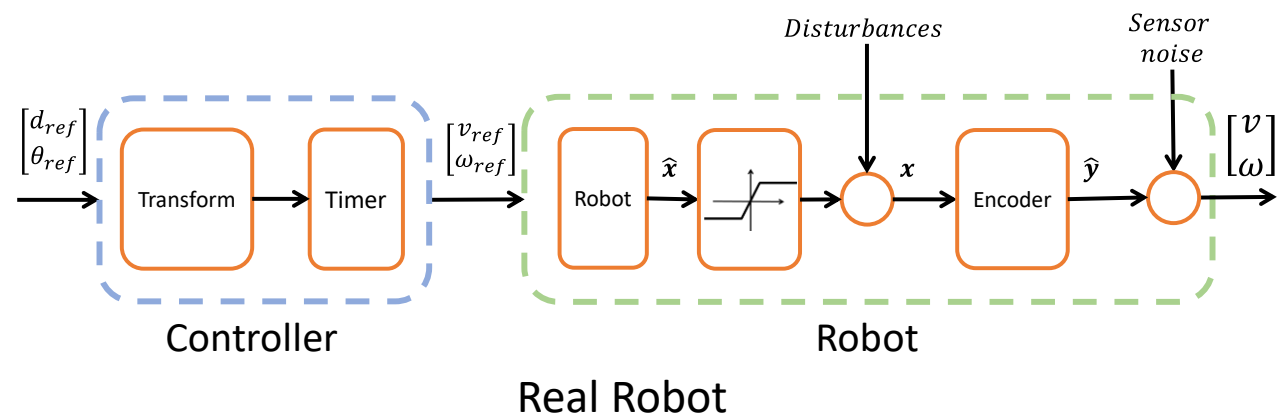 Disturbances
Sensor
noise
[d_ref
θ_ref]
Transform
Timer
[v_ref
ω_ref]
Robot
x̂
x
Encoder
ŷ
[v
ω]
Controller
Robot
Real Robot